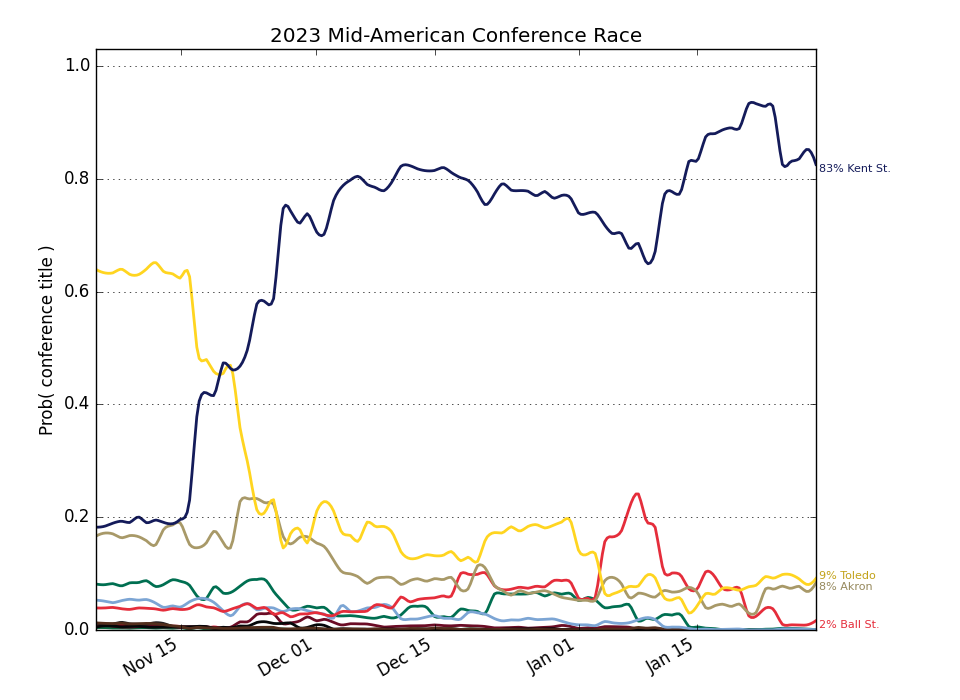 2023 Mid-American Conference Race
Prob( conference title )
1.0
0.8
0.6
0.4
0.2
0.0
Nov 15
Dec 01
Dec 15
Jan 01
Jan 15
83% Kent St.
9% Toledo
8% Akron
2% Ball St.